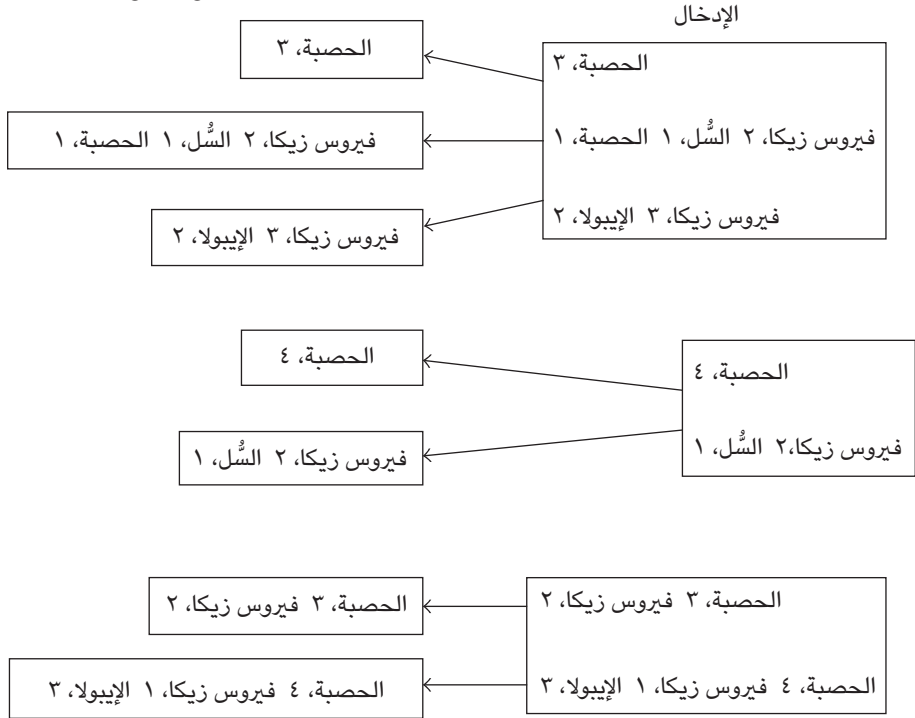 الإدخال
الحصبة، ٣
فيروس زيكا، ٢ السُّل، ١ الحصبة، ١
فيروس زيكا، ٣ الإيبولا، ٢
الحصبة، ٣
فيروس زيكا، ٢ السُّل، ١ الحصبة، ١
فيروس زيكا، ٣ الإيبولا، ٢
الحصبة، ٤
فيروس زيكا،٢ السُّل، ١
الحصبة، ٤
فيروس زيكا، ٢ السُّل، ١
الحصبة، ٣ فيروس زيكا، ٢
الحصبة، ٤ فيروس زيكا، ١ الإيبولا، ٣
الحصبة، ٣ فيروس زيكا، ٢
الحصبة، ٤ فيروس زيكا، ١ الإيبولا، ٣